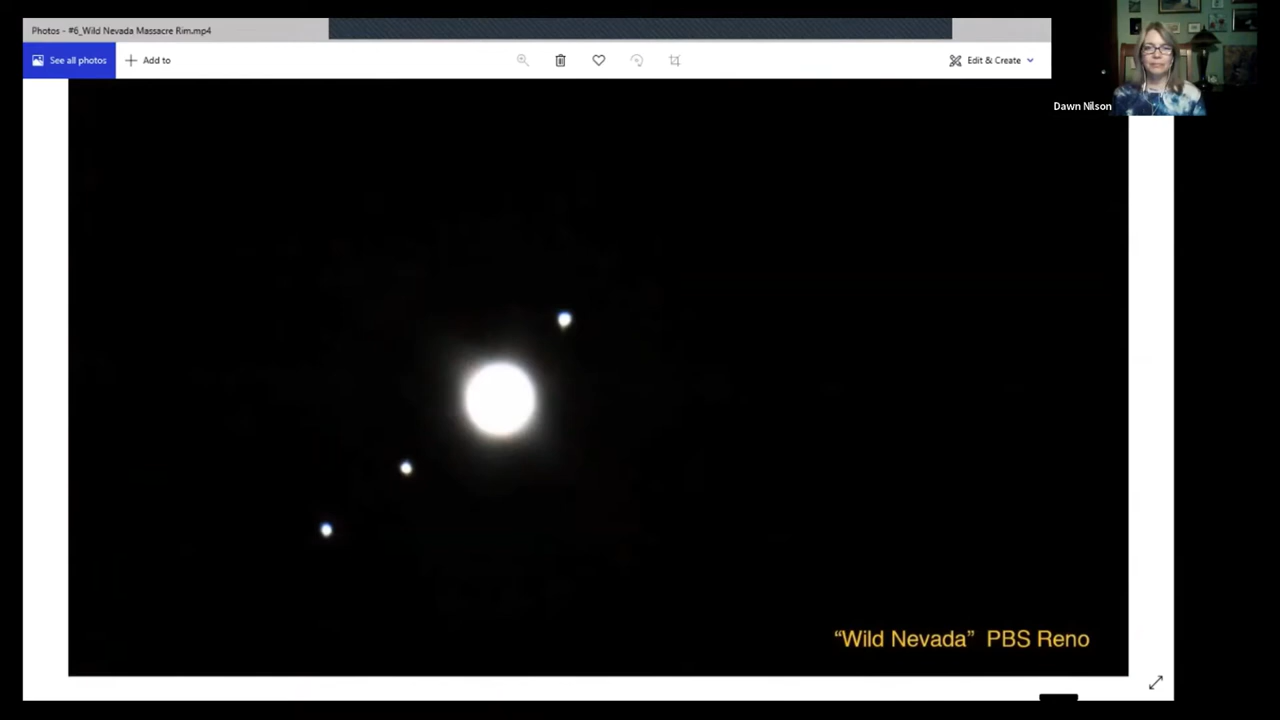 Photos - #6_Wild Nevada Massacre Rim.mp4
See all photos
Add to
Edit & Create
Dawn Nilson
“Wild Nevada” PBS Reno